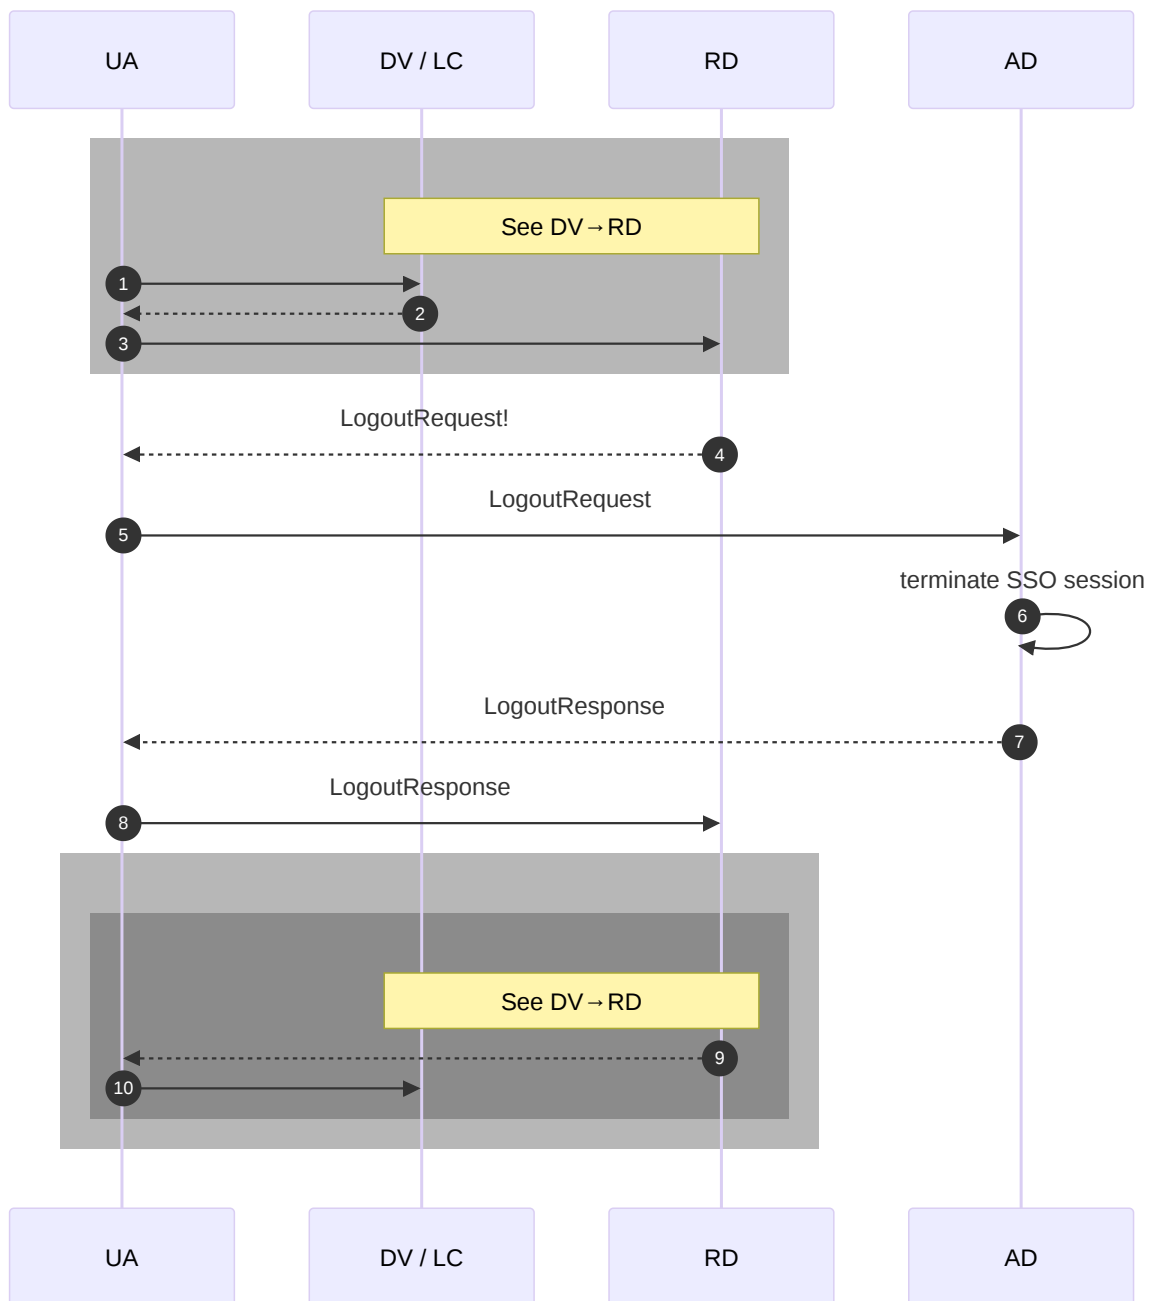 UA
DV / LC
RD
AD
See DV→RD
1
2
3
LogoutRequest!
4
LogoutRequest
5
terminate SSO session
6
LogoutResponse
7
LogoutResponse
8
See DV→RD
9
10
UA
DV / LC
RD
AD